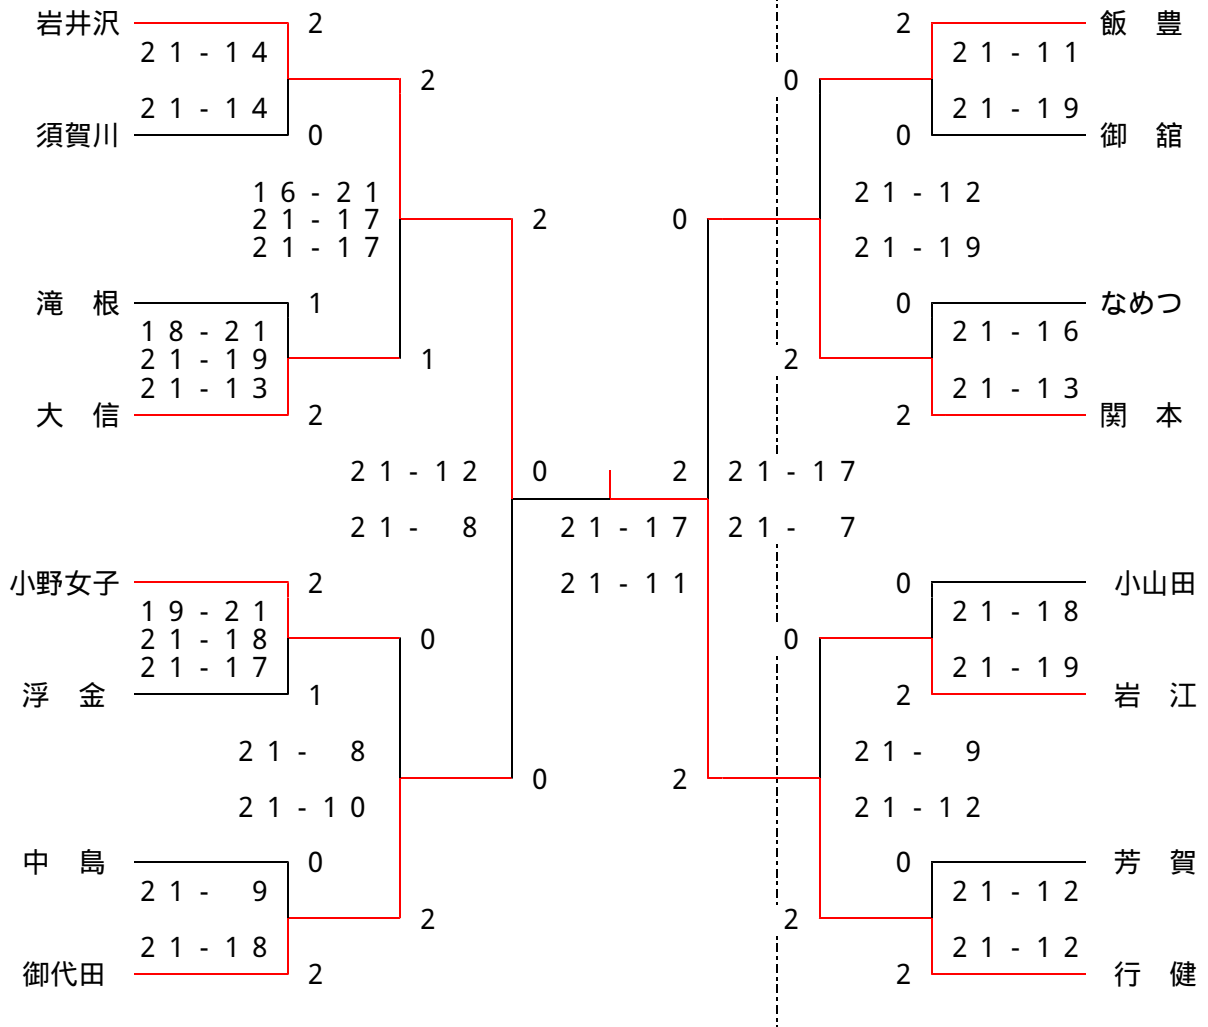 岩井沢 2 2 飯 豊
21-14 21-11
2 0
21-14 21-19
須賀川 0 0 御 舘
16-21 21-12
21-17
2 0
21-17 21-19
滝 根 1 0 なめつ
18-21 21-16
21-19
1 2
21-13 21-13
大 信 2 2 関 本
21-12 0 2 21-17
21- 8 21-17 21- 7
21-11
小野女子 2 0 小山田
19-21 21-18
21-18
0 0
21-17 21-19
浮 金 1 2 岩 江
21- 8 21- 9
0 2
21-10 21-12
中 島 0 0 芳 賀
21- 9 21-12
2 2
21-18 21-12
御代田 2 2 行 健